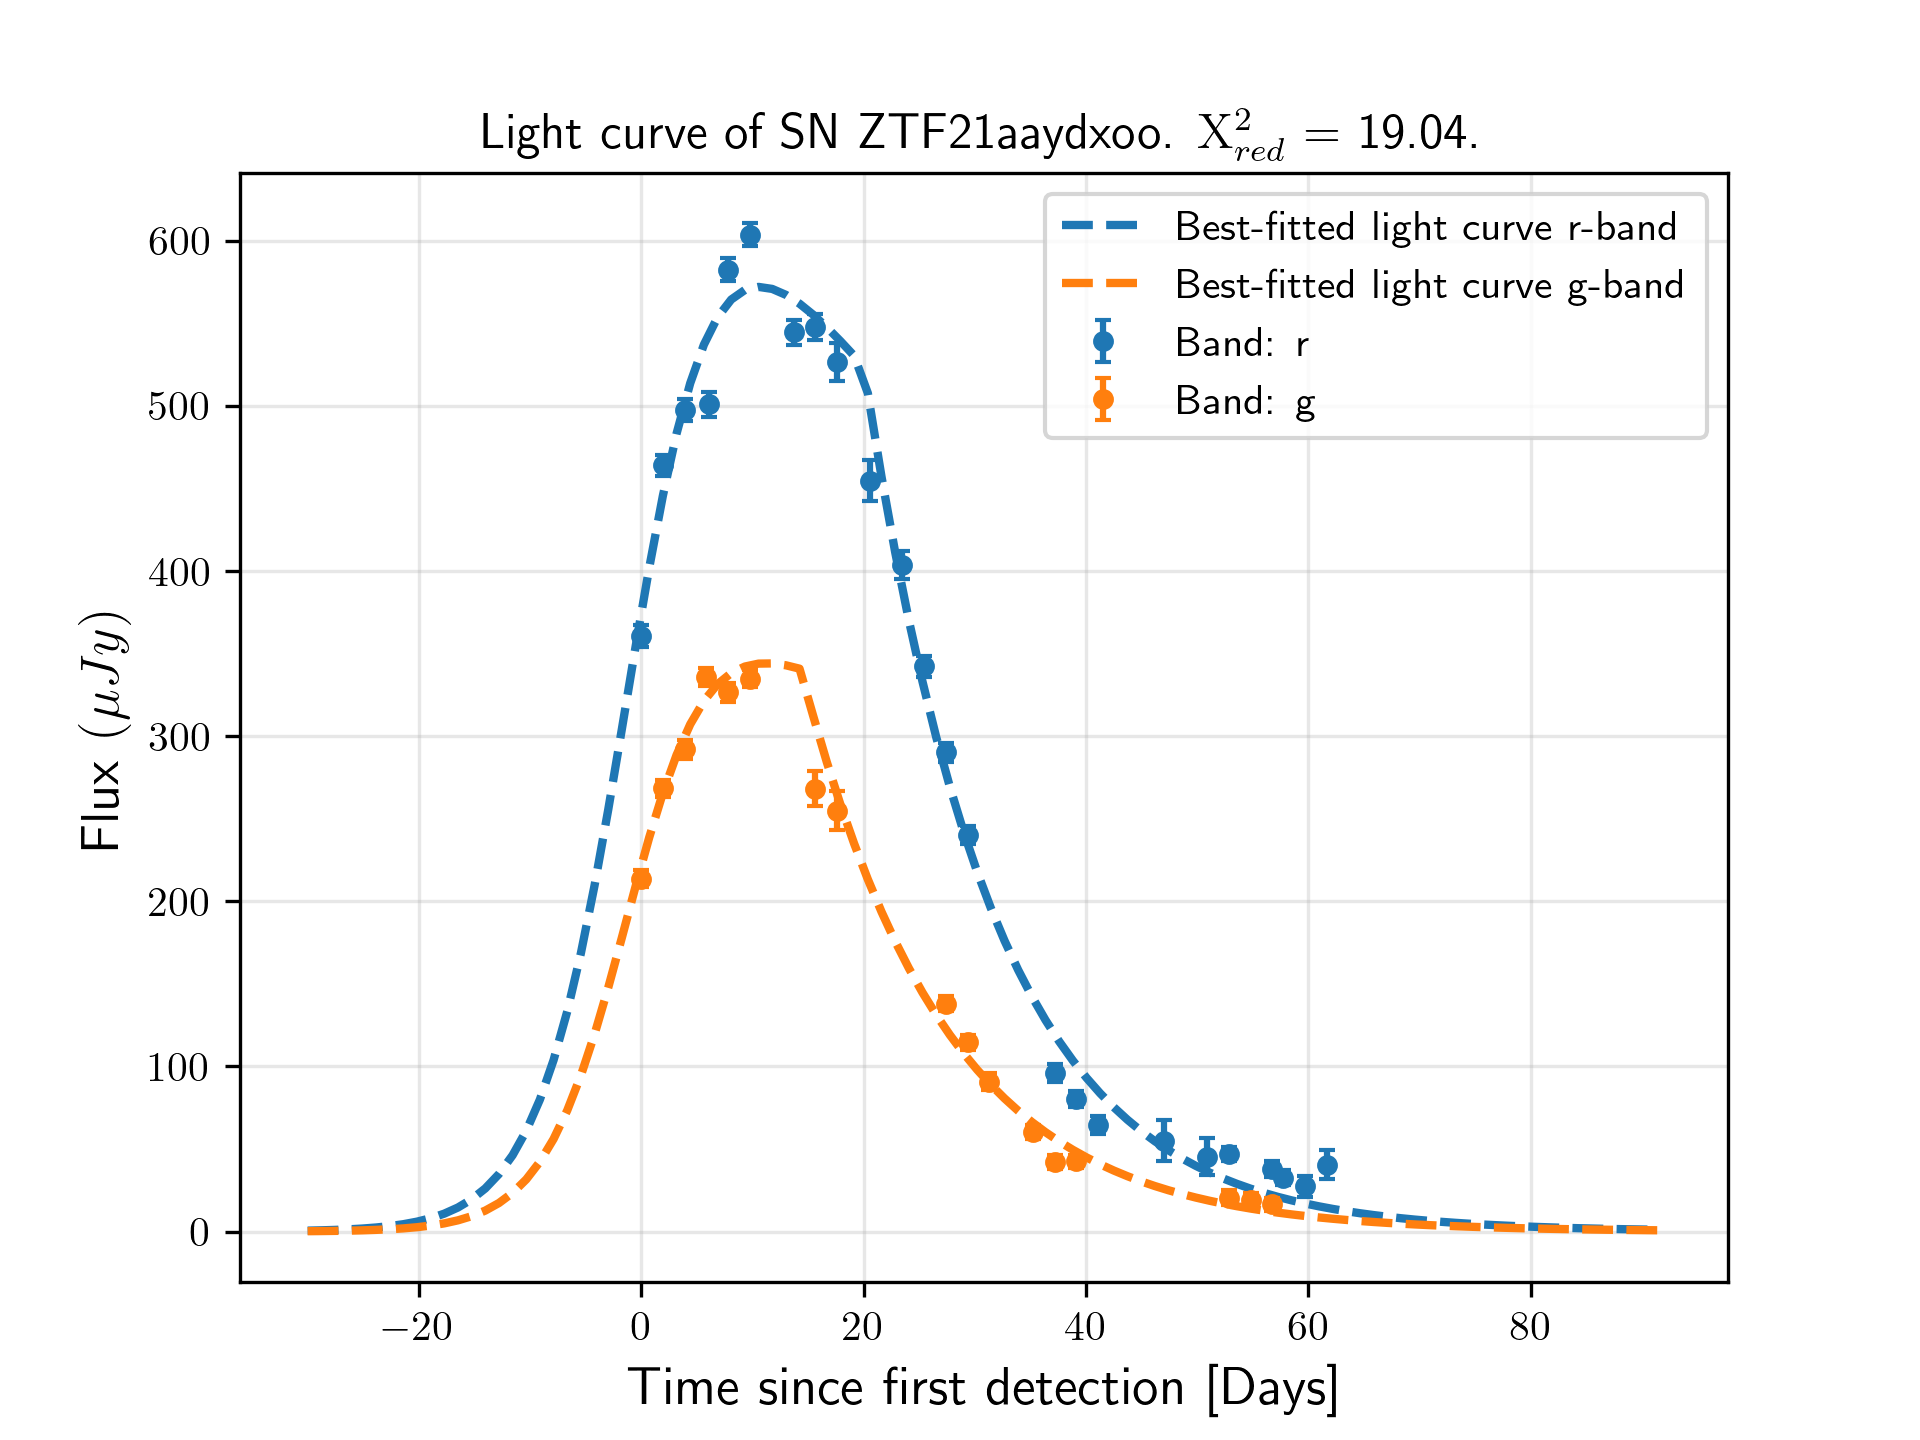 Light curve of SN ZTF21aaydxoo. X²_red = 19.04.
Best-fitted light curve r-band
Best-fitted light curve g-band
Band: r
Band: g
Flux (μJy)
600
500
400
300
200
100
0
−20 0 20 40 60 80
Time since first detection [Days]